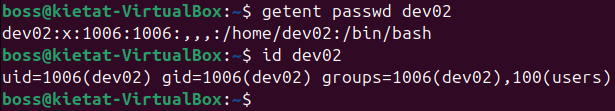 boss@kietat-VirtualBox:~$ getent passwd dev02
dev02:x:1006:1006:,,,:/home/dev02:/bin/bash
boss@kietat-VirtualBox:~$ id dev02
uid=1006(dev02) gid=1006(dev02) groups=1006(dev02),100(users)
boss@kietat-VirtualBox:~$